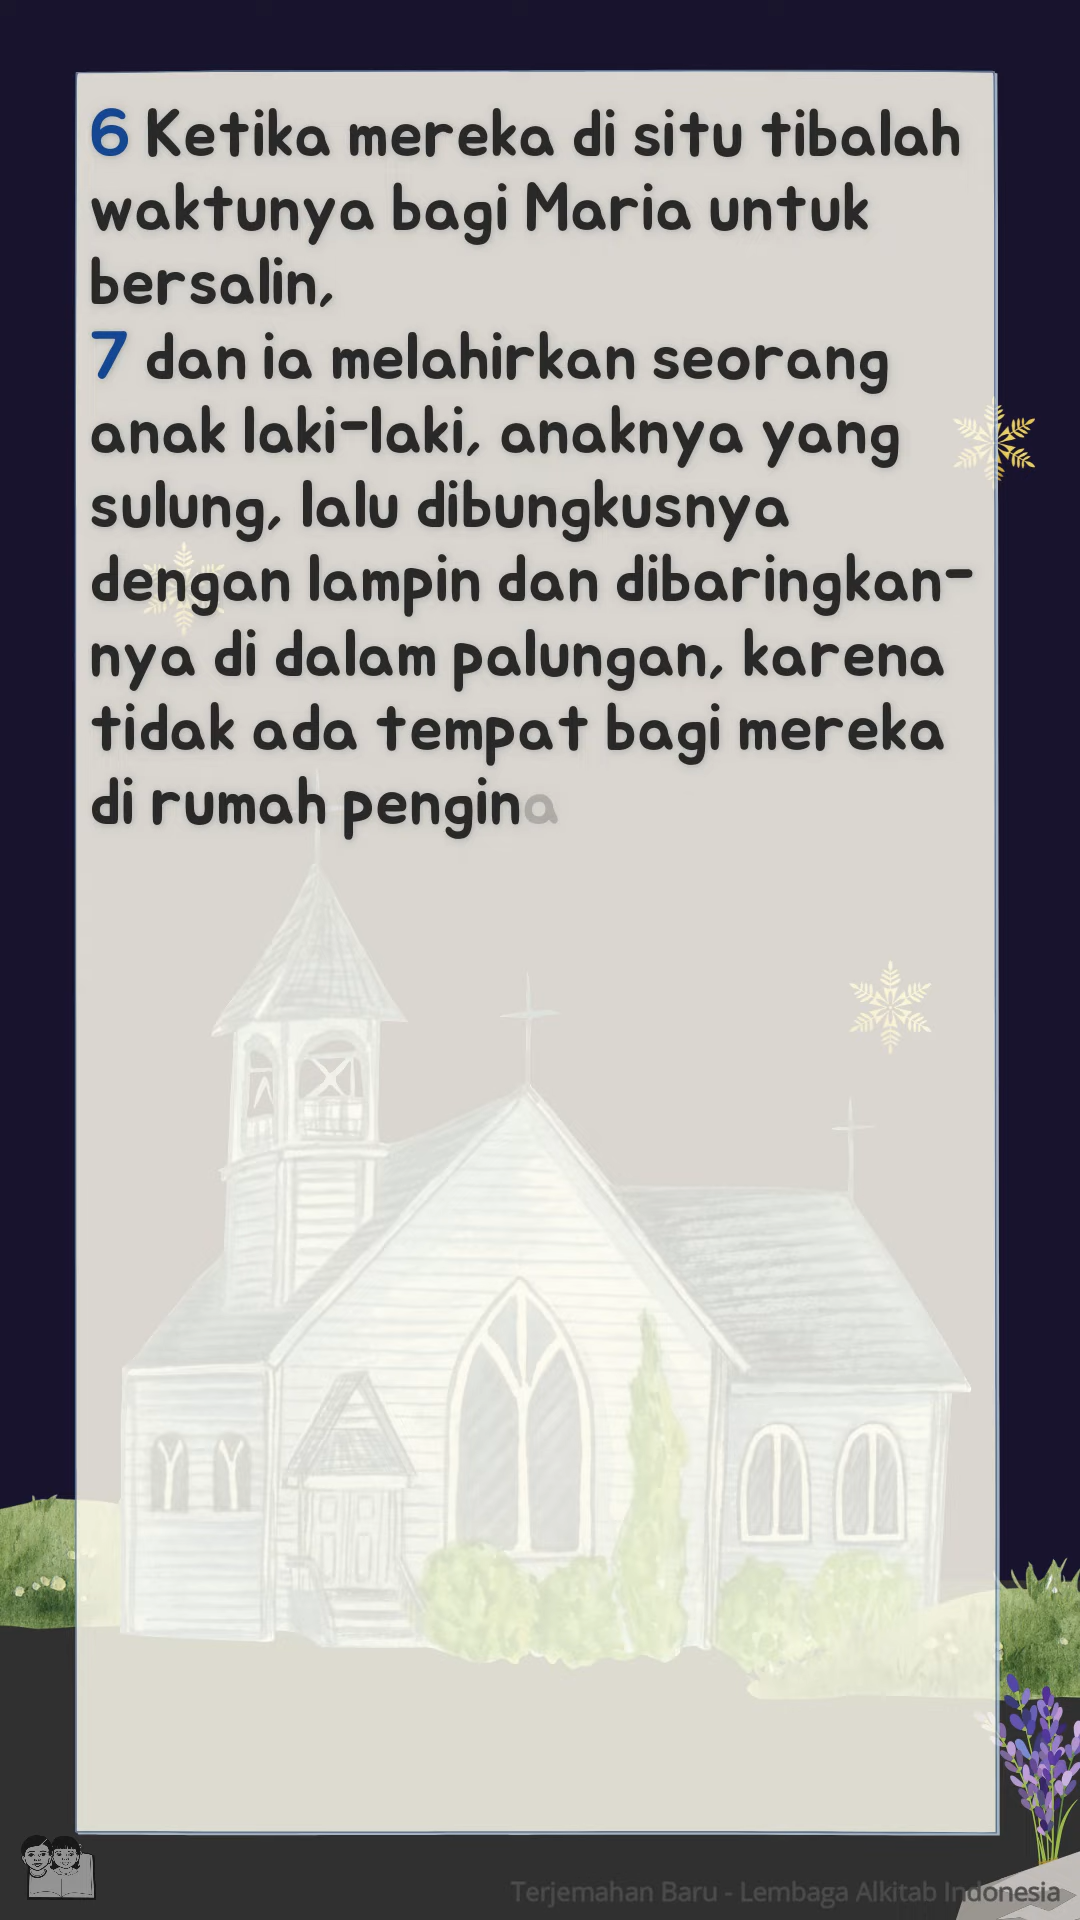 6 Ketika mereka di situ tibalah
waktunya bagi Maria untuk
bersalin,
7 dan ia melahirkan seorang
anak laki-laki, anaknya yang
sulung, lalu dibungkusnya
dengan lampin dan dibaringkan-
nya di dalam palungan, karena
tidak ada tempat bagi mereka
di rumah pengina
Terjemahan Baru - Lembaga Alkitab Indonesia